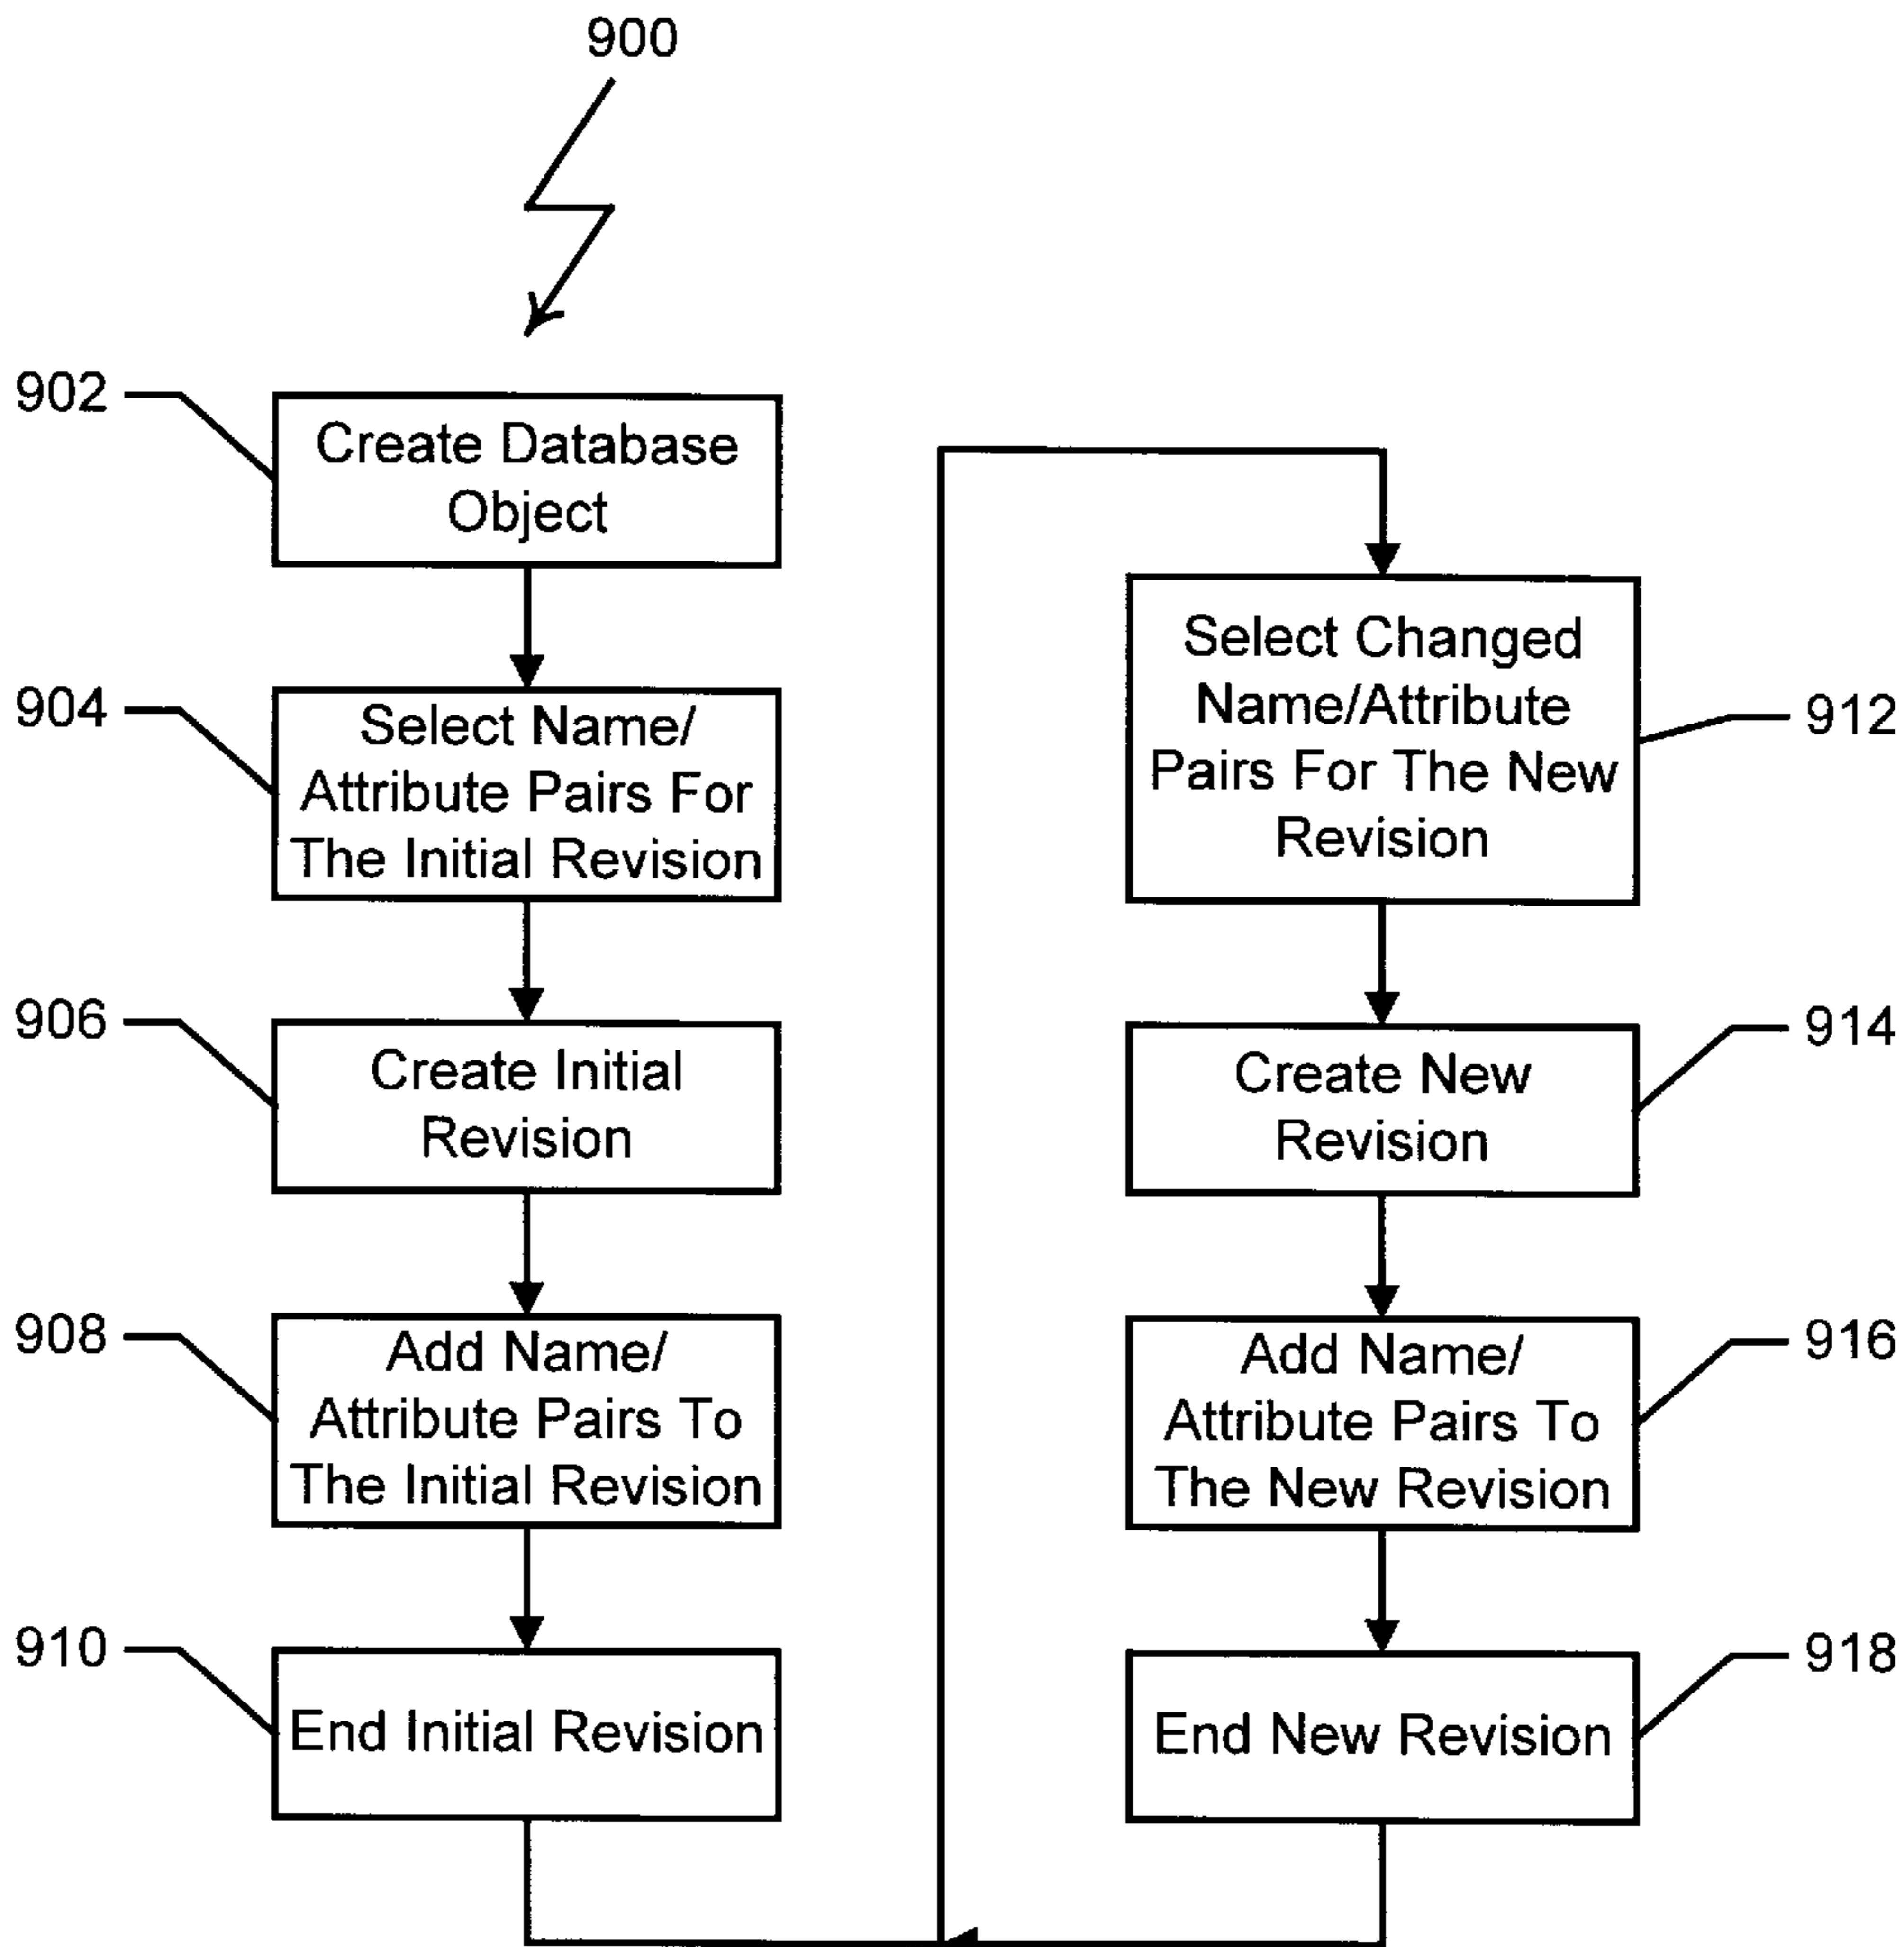 900
902
Create Database
Object
904
Select Name/
Attribute Pairs For
The Initial Revision
906
Create Initial
Revision
908
Add Name/
Attribute Pairs To
The Initial Revision
910
End Initial Revision
Select Changed
Name/Attribute
Pairs For The New
Revision
912
Create New
Revision
914
Add Name/
Attribute Pairs To
The New Revision
916
End New Revision
918